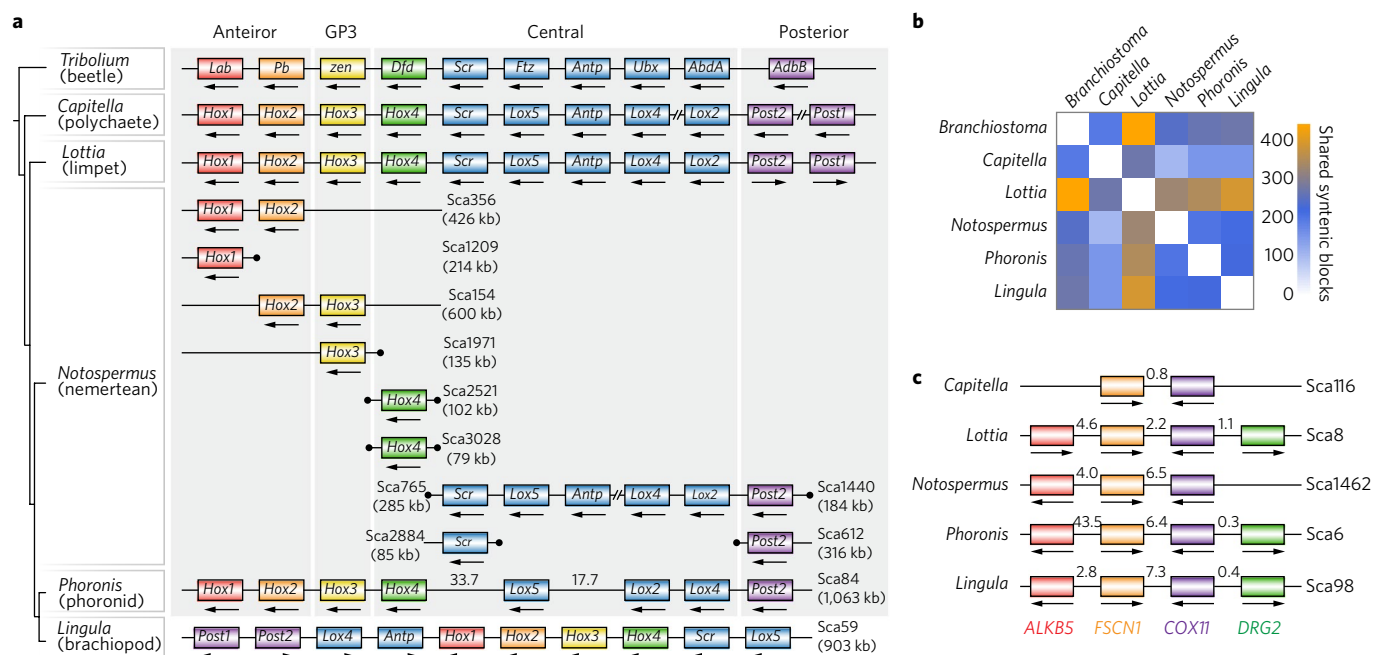 a
Anteiror GP3 Central Posterior
Tribolium
(beetle)
Lab Pb zen Dfd Scr Ftz Antp Ubx AbdA AdbB
Capitella
(polychaete)
Hox1 Hox2 Hox3 Hox4 Scr Lox5 Antp Lox4 // Lox2 Post2 // Post1
Lottia
(limpet)
Hox1 Hox2 Hox3 Hox4 Scr Lox5 Antp Lox4 Lox2 Post2 Post1
Notospermus
(nemertean)
Hox1 Hox2 Sca356
(426 kb)
Hox1 Sca1209
(214 kb)
Hox2 Hox3 Sca154
(600 kb)
Hox3 Sca1971
(135 kb)
Hox4 Sca2521
(102 kb)
Hox4 Sca3028
(79 kb)
Sca765
(285 kb)
Scr Lox5 Antp // Lox4 Lox2 Post2
Sca1440
(184 kb)
Sca2884
(85 kb)
Scr Post2
Sca612
(316 kb)
Phoronis
(phoronid)
Hox1 Hox2 Hox3 Hox4 33.7 Lox5 17.7 Lox2 Lox4 Post2
Sca84
(1,063 kb)
Lingula
(brachiopod)
Post1 Post2 Lox4 Antp Hox1 Hox2 Hox3 Hox4 Scr Lox5
Sca59
(903 kb)
b
Branchiostoma
Capitella
Lottia
Notospermus
Phoronis
Lingula
Branchiostoma
Capitella
Lottia
Notospermus
Phoronis
Lingula
400
300
200
100
0
Shared syntenic blocks
c
Capitella 0.8 Sca116
Lottia 4.6 2.2 1.1 Sca8
Notospermus 4.0 6.5 Sca1462
Phoronis 43.5 6.4 0.3 Sca6
Lingula 2.8 7.3 0.4 Sca98
ALKB5 FSCN1 COX11 DRG2